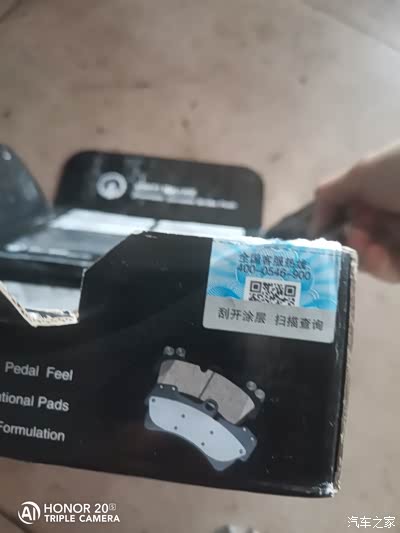 全国客服热线
400-0546-900
刮开涂层 扫描查询
Pedal Feel
tional Pads
Formulation
HONOR 20S
TRIPLE CAMERA
汽车之家